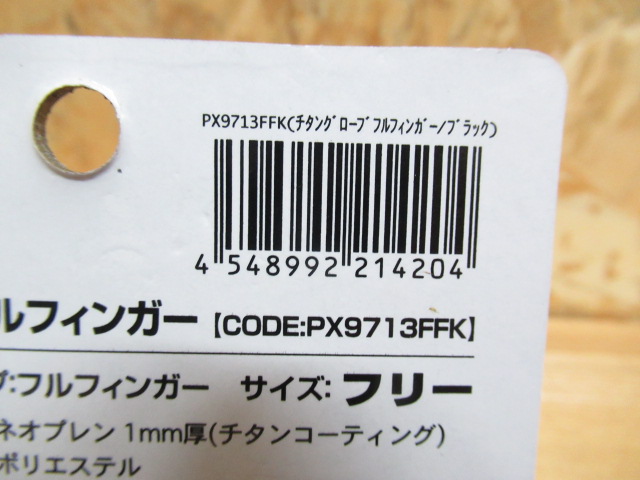 PX9713FFK(ﾁﾀﾝｸﾞﾛｰﾌﾞﾌﾙﾌｨﾝｶﾞｰ/ﾌﾞﾗｯｸ)
4 548992 214204
ルフィンガー【CODE:PX9713FFK】
プ:フルフィンガー サイズ:フリー
ネオプレン1mm厚(チタンコーティング)
ポリエステル